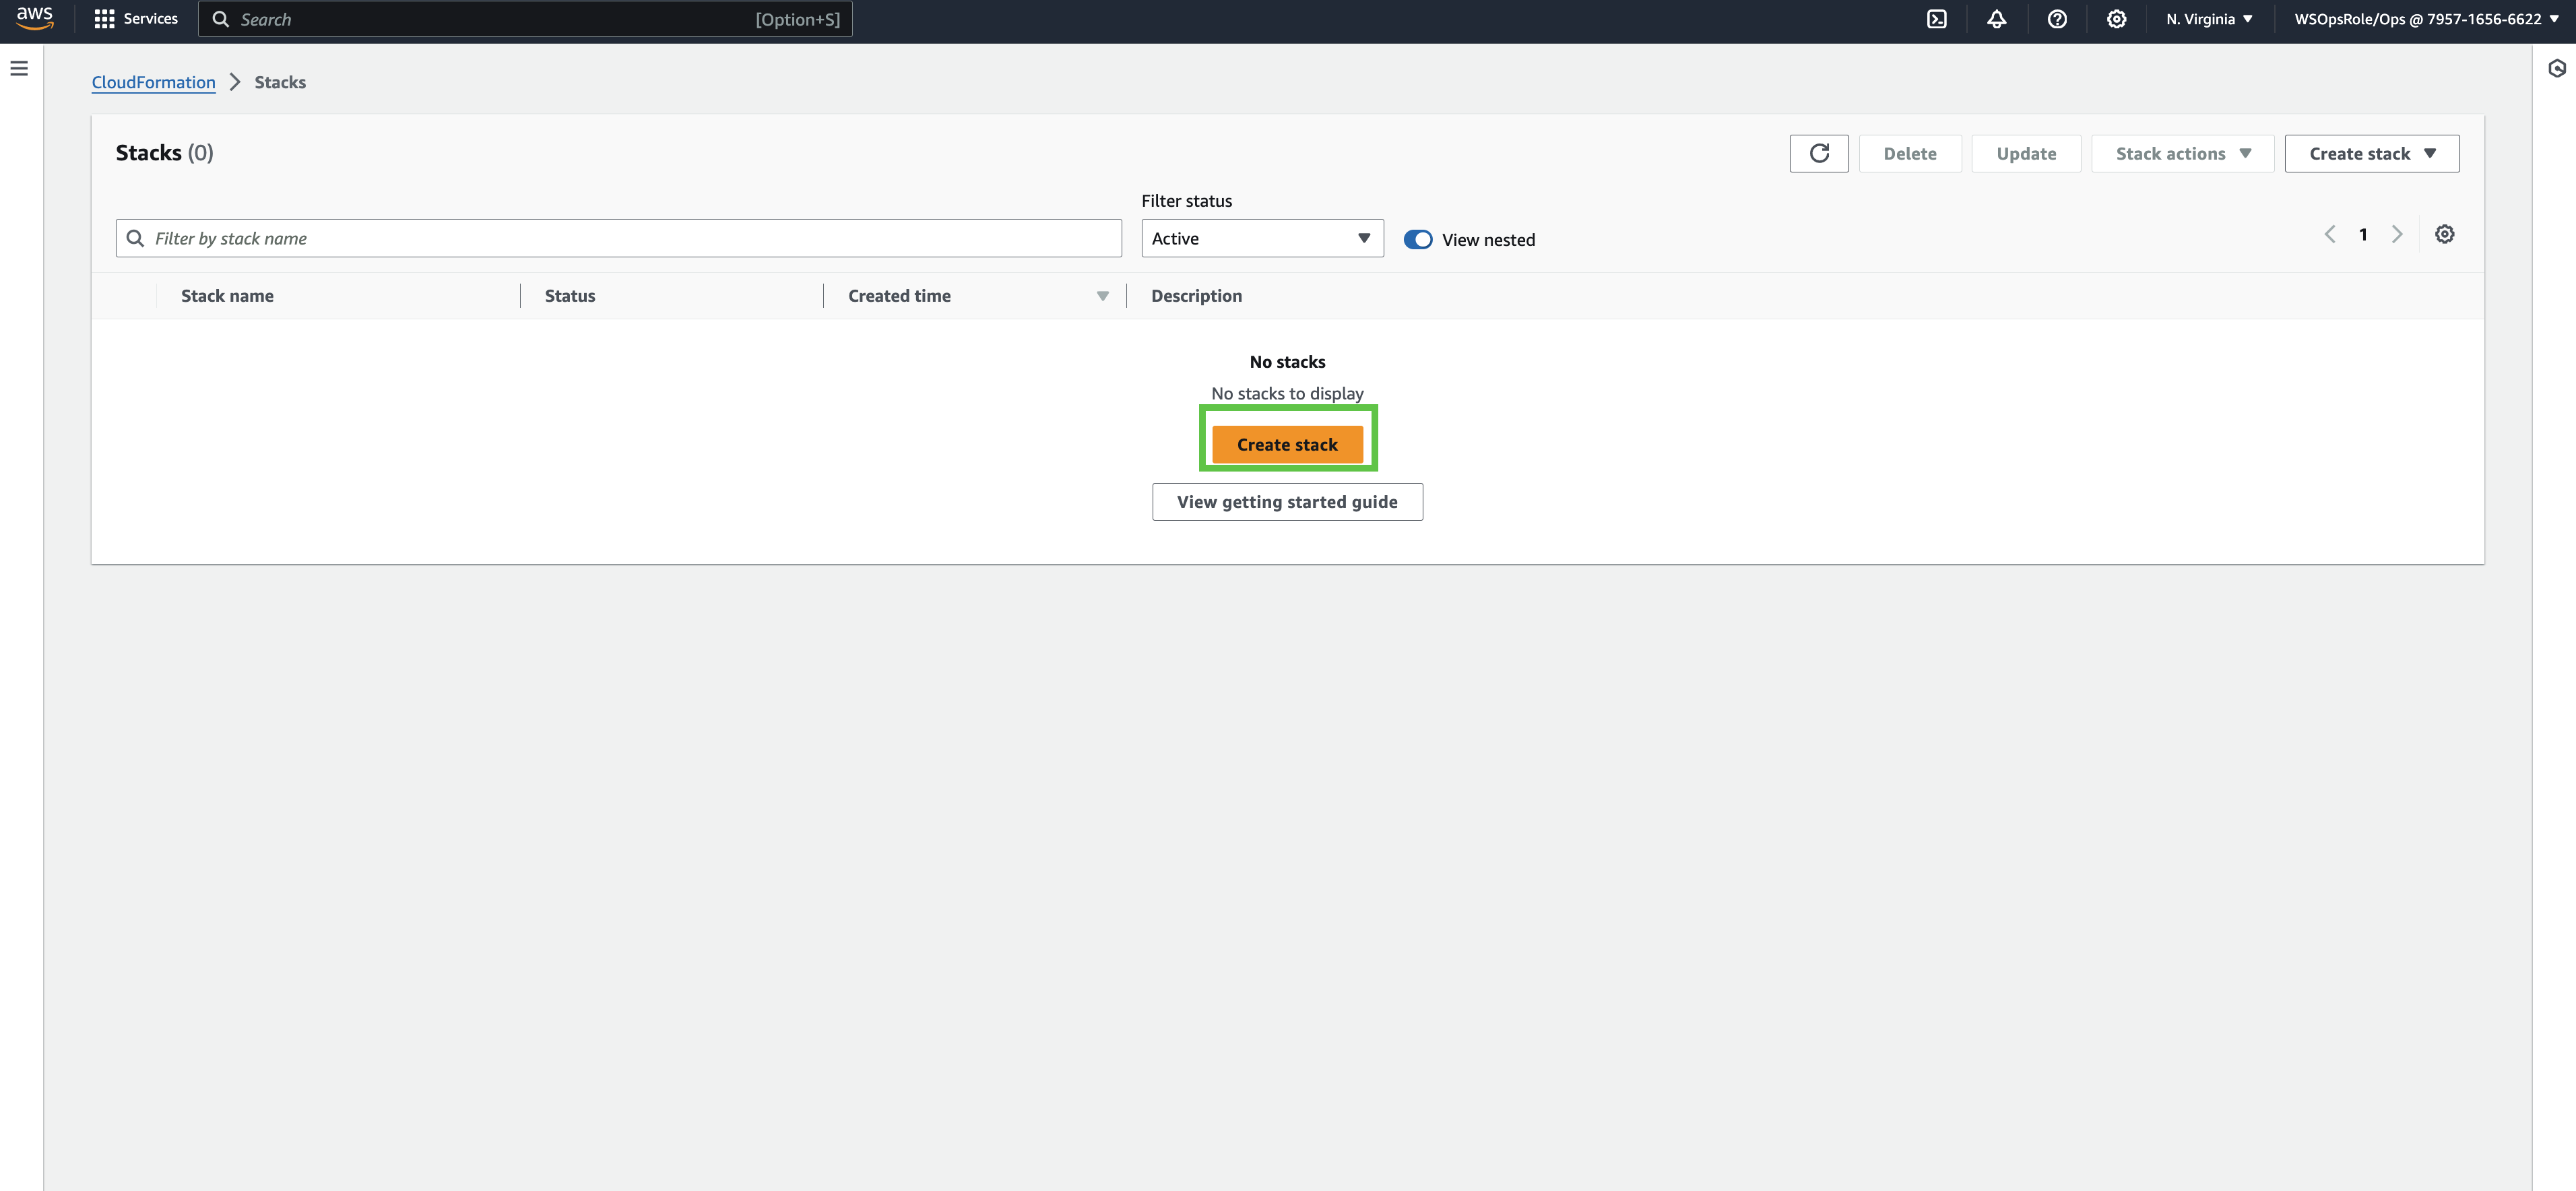 aws
Services
Search [Option+S]
N. Virginia
WSOpsRole/Ops @ 7957-1656-6622
CloudFormation
Stacks
Stacks (0)
Delete
Update
Stack actions
Create stack
Filter by stack name
Filter status
Active
View nested
1
Stack name
Status
Created time
Description
No stacks
No stacks to display
Create stack
View getting started guide